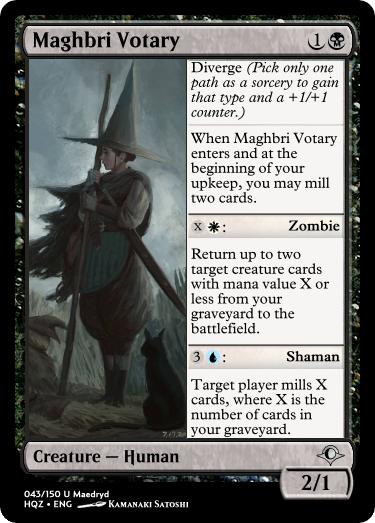 Maghbri Votary 1
Diverge (Pick only one
path as a sorcery to gain
that type and a +1/+1
counter.)
When Maghbri Votary
enters and at the
beginning of your
upkeep, you may mill
two cards.
X : Zombie
Return up to two
target creature cards
with mana value X or
less from your
graveyard to the
battlefield.
3 : Shaman
Target player mills X
cards, where X is the
number of cards in
your graveyard.
Creature — Human
2/1
043/150 U Maedryd
HQZ • ENG Kamanaki Satoshi